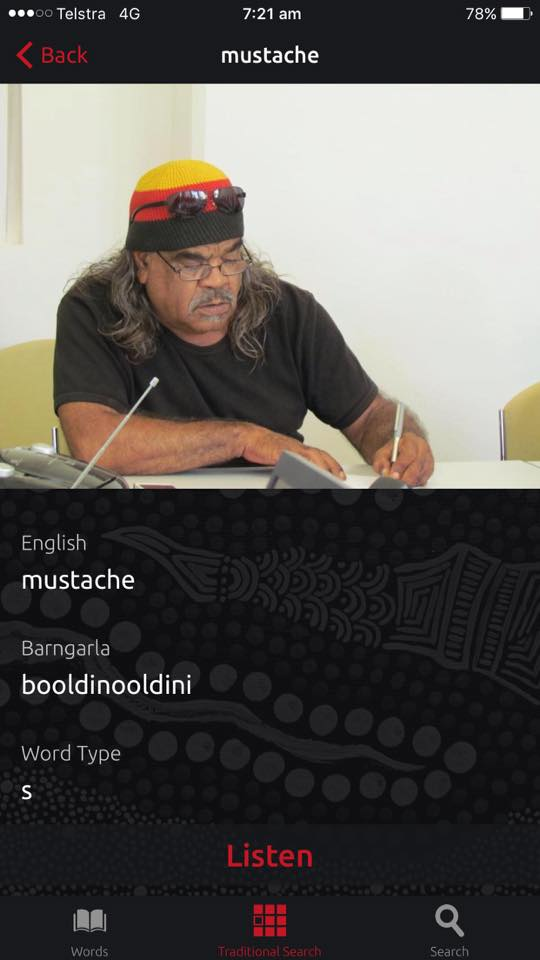 Telstra 4G 7:21 am 78%
Back mustache
English
mustache
Barngarla
booldinooldini
Word Type
s
Listen
Words Traditional Search Search